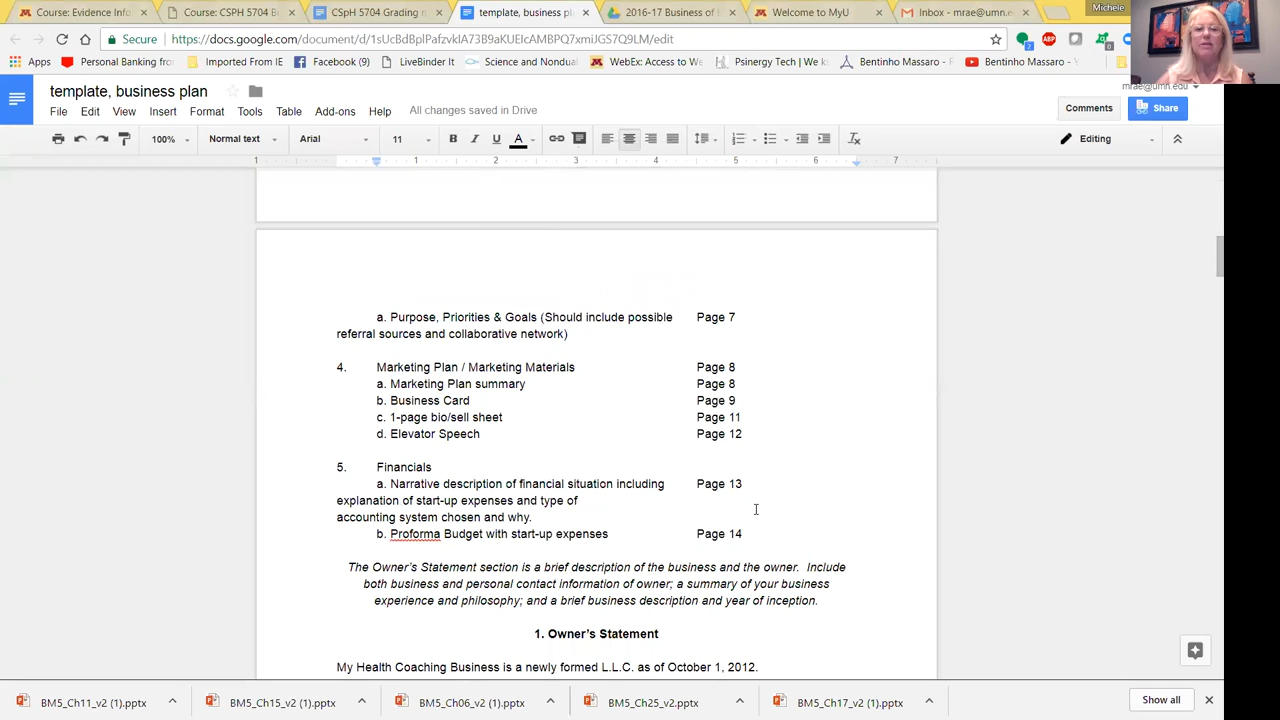 Course: Evidence Info
Course: CSPH 5704 B
CSpH 5704 Grading
template, business pl
2016-17 Business of
Welcome to MyU
Inbox - mrae@umn.ed
Michele
Secure
https://docs.google.com/document/d/1sUcBdBplPafzvkIA73B9aKbEIcAMBPQ7xmiJGS7Q9LM/edit
Apps
Personal Banking fro
Imported From IE
Facebook (9)
LiveBinder It
Science and Nondua
WebEx: Access to We
Psinergy Tech | We k
Bentinho Massaro -
Bentinho Massaro -
template, business plan
mrae@umn.edu
File Edit View Insert Format Tools Table Add-ons Help
All changes saved in Drive
Comments
Share
100% Normal text Arial 11 B I U A
Editing
1 1 2 3 4 5 6 7
a. Purpose, Priorities & Goals (Should include possible Page 7
referral sources and collaborative network)
4. Marketing Plan / Marketing Materials Page 8
a. Marketing Plan summary Page 8
b. Business Card Page 9
c. 1-page bio/sell sheet Page 11
d. Elevator Speech Page 12
5. Financials
a. Narrative description of financial situation including Page 13
explanation of start-up expenses and type of
accounting system chosen and why.
b. Proforma Budget with start-up expenses Page 14
The Owner's Statement section is a brief description of the business and the owner. Include
both business and personal contact information of owner; a summary of your business
experience and philosophy; and a brief business description and year of inception.
1. Owner's Statement
My Health Coaching Business is a newly formed L.L.C. as of October 1, 2012.
BM5_Ch11_v2 (1).pptx
BM5_Ch15_v2 (1).pptx
BM5_Ch06_v2 (1).pptx
BM5_Ch25_v2.pptx
BM5_Ch17_v2 (1).pptx
Show all